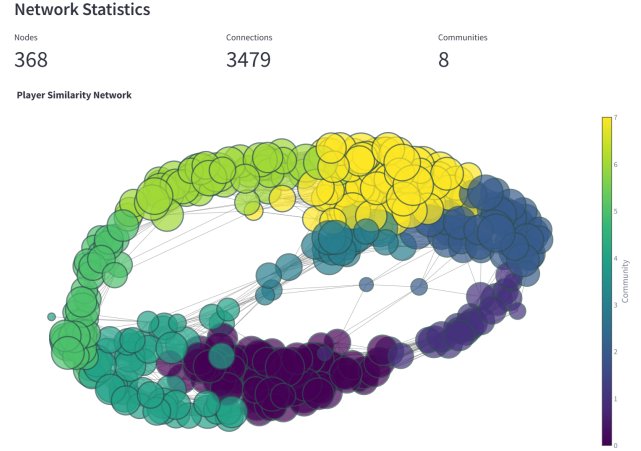 Network Statistics
Nodes
Connections
Communities
368
3479
8
Player Similarity Network
7
6
5
4
3
2
1
0
Community